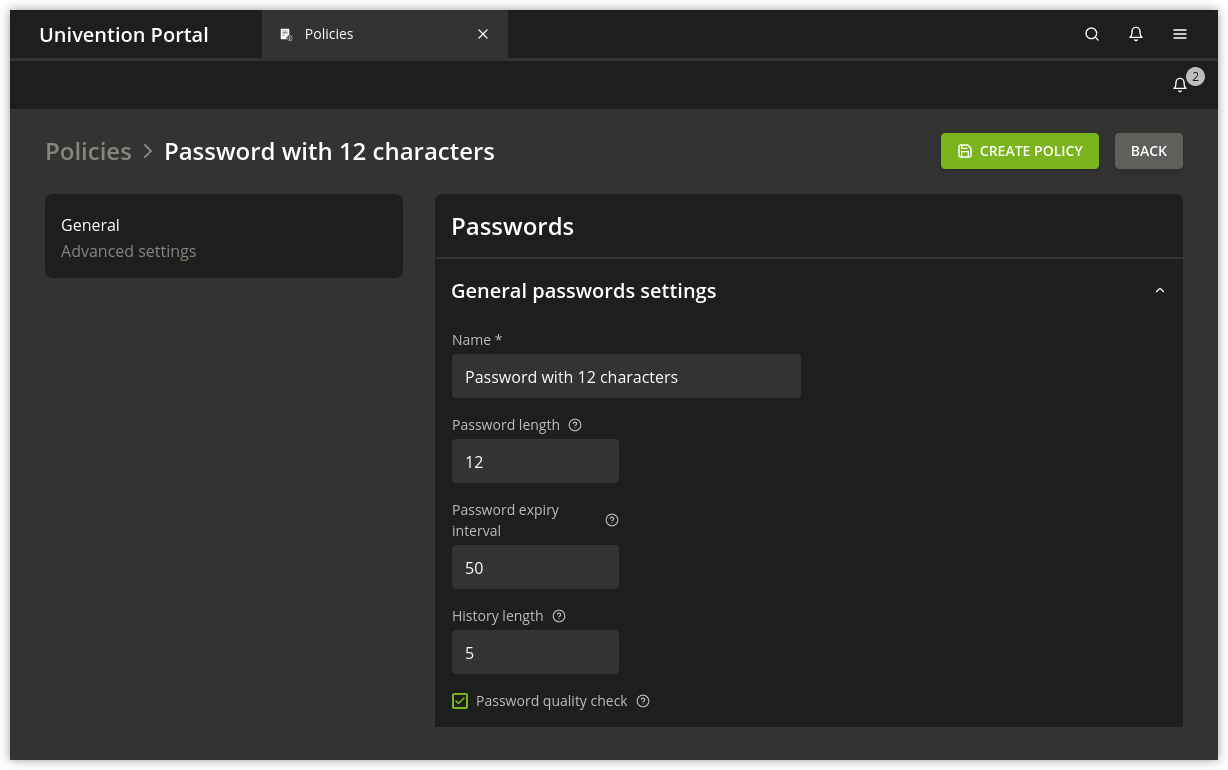 Univention Portal
Policies
2
Policies > Password with 12 characters
CREATE POLICY
BACK
General
Advanced settings
Passwords
General passwords settings
Name *
Password with 12 characters
Password length
12
Password expiry
interval
50
History length
5
Password quality check